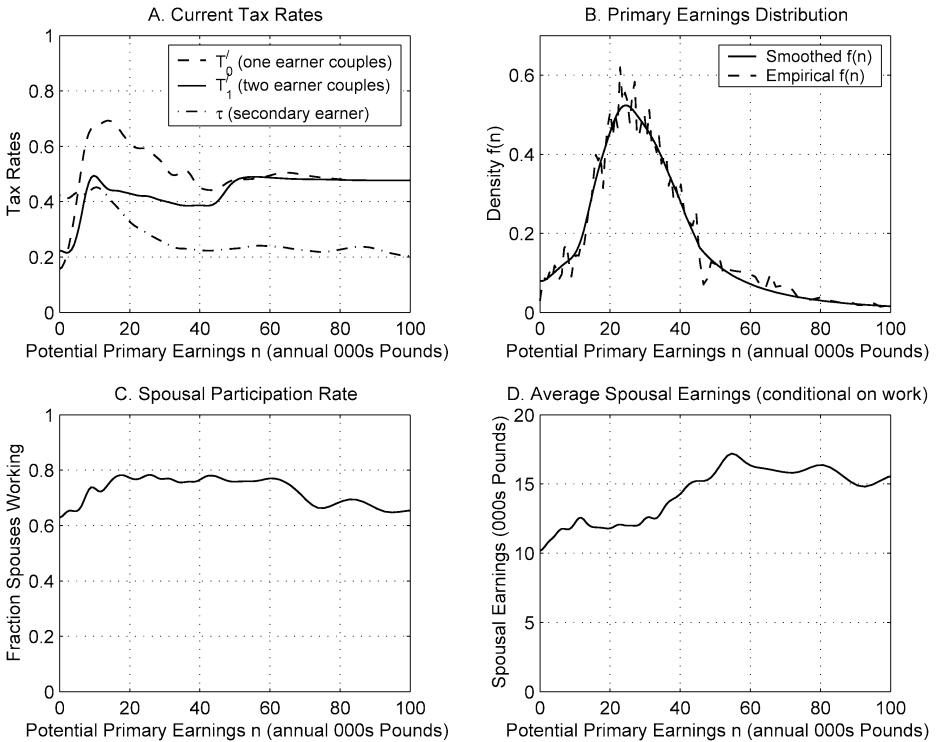 A. Current Tax Rates
1
0.8
0.6
0.4
0.2
0
Tax Rates
T′0 (one earner couples)
T′1 (two earner couples)
τ (secondary earner)
0 20 40 60 80 100
Potential Primary Earnings n (annual 000s Pounds)
B. Primary Earnings Distribution
0.6
0.4
0.2
0
Density f(n)
Smoothed f(n)
Empirical f(n)
0 20 40 60 80 100
Potential Primary Earnings n (annual 000s Pounds)
C. Spousal Participation Rate
1
0.8
0.6
0.4
0.2
0
Fraction Spouses Working
0 20 40 60 80 100
Potential Primary Earnings n (annual 000s Pounds)
D. Average Spousal Earnings (conditional on work)
20
15
10
5
0
Spousal Earnings (000s Pounds)
0 20 40 60 80 100
Potential Primary Earnings n (annual 000s Pounds)